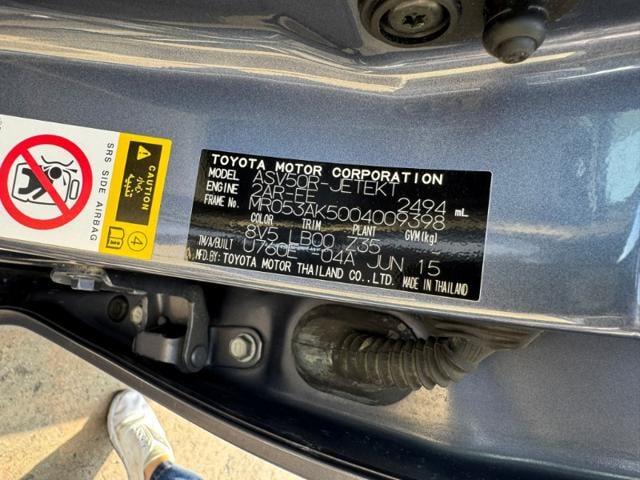 SRS SIDE AIRBAG
CAUTION
4
TOYOTA MOTOR CORPORATION
MODEL ASV50R-JETEKT
ENGINE 2AR-FE 2494 mL
FRAME No. MR053AK5004009398
COLOR TRIM PLANT GVM(kg)
8V5 LB00 Z35 --
T/M/A/BUILT U760E -04A JUN 15
MFD.BY: TOYOTA MOTOR THAILAND CO.,LTD. MADE IN THAILAND